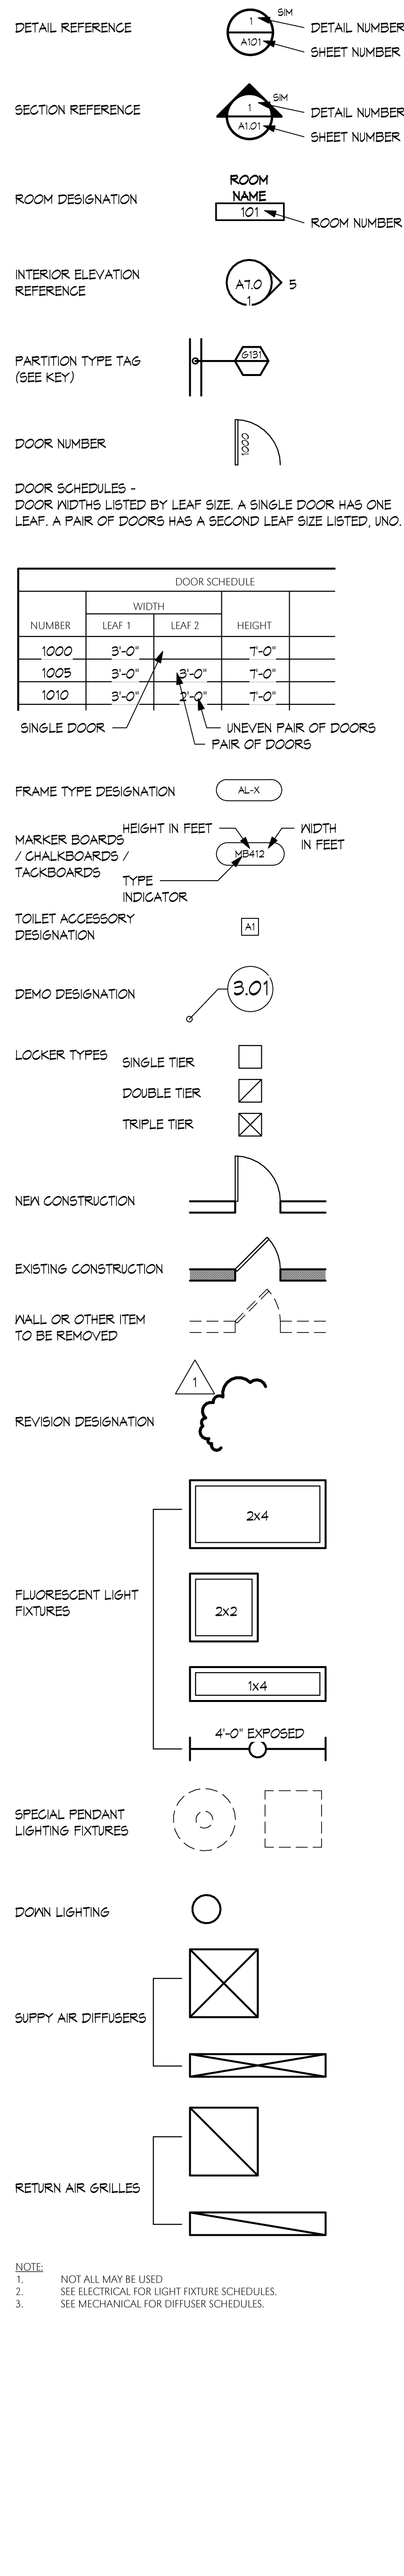 DETAIL REFERENCE
1
SIM
A101
DETAIL NUMBER
SHEET NUMBER
SECTION REFERENCE
1
SIM
A1.01
DETAIL NUMBER
SHEET NUMBER
ROOM DESIGNATION
ROOM
NAME
101
ROOM NUMBER
INTERIOR ELEVATION
REFERENCE
A7.0
1
5
PARTITION TYPE TAG
(SEE KEY)
G131
DOOR NUMBER
1000
DOOR SCHEDULES -
DOOR WIDTHS LISTED BY LEAF SIZE. A SINGLE DOOR HAS ONE
LEAF. A PAIR OF DOORS HAS A SECOND LEAF SIZE LISTED, UNO.
DOOR SCHEDULE
WIDTH
NUMBER LEAF 1 LEAF 2 HEIGHT
1000 3'-0" 7'-0"
1005 3'-0" 3'-0" 7'-0"
1010 3'-0" 2'-0" 7'-0"
SINGLE DOOR
UNEVEN PAIR OF DOORS
PAIR OF DOORS
FRAME TYPE DESIGNATION
AL-X
MARKER BOARDS
/ CHALKBOARDS /
TACKBOARDS
HEIGHT IN FEET
WIDTH
IN FEET
MB412
TYPE
INDICATOR
TOILET ACCESSORY
DESIGNATION
A1
DEMO DESIGNATION
3.01
LOCKER TYPES
SINGLE TIER
DOUBLE TIER
TRIPLE TIER
NEW CONSTRUCTION
EXISTING CONSTRUCTION
WALL OR OTHER ITEM
TO BE REMOVED
REVISION DESIGNATION
1
FLUORESCENT LIGHT
FIXTURES
2x4
2x2
1x4
4'-0" EXPOSED
SPECIAL PENDANT
LIGHTING FIXTURES
DOWN LIGHTING
SUPPY AIR DIFFUSERS
RETURN AIR GRILLES
NOTE:
1. NOT ALL MAY BE USED
2. SEE ELECTRICAL FOR LIGHT FIXTURE SCHEDULES.
3. SEE MECHANICAL FOR DIFFUSER SCHEDULES.